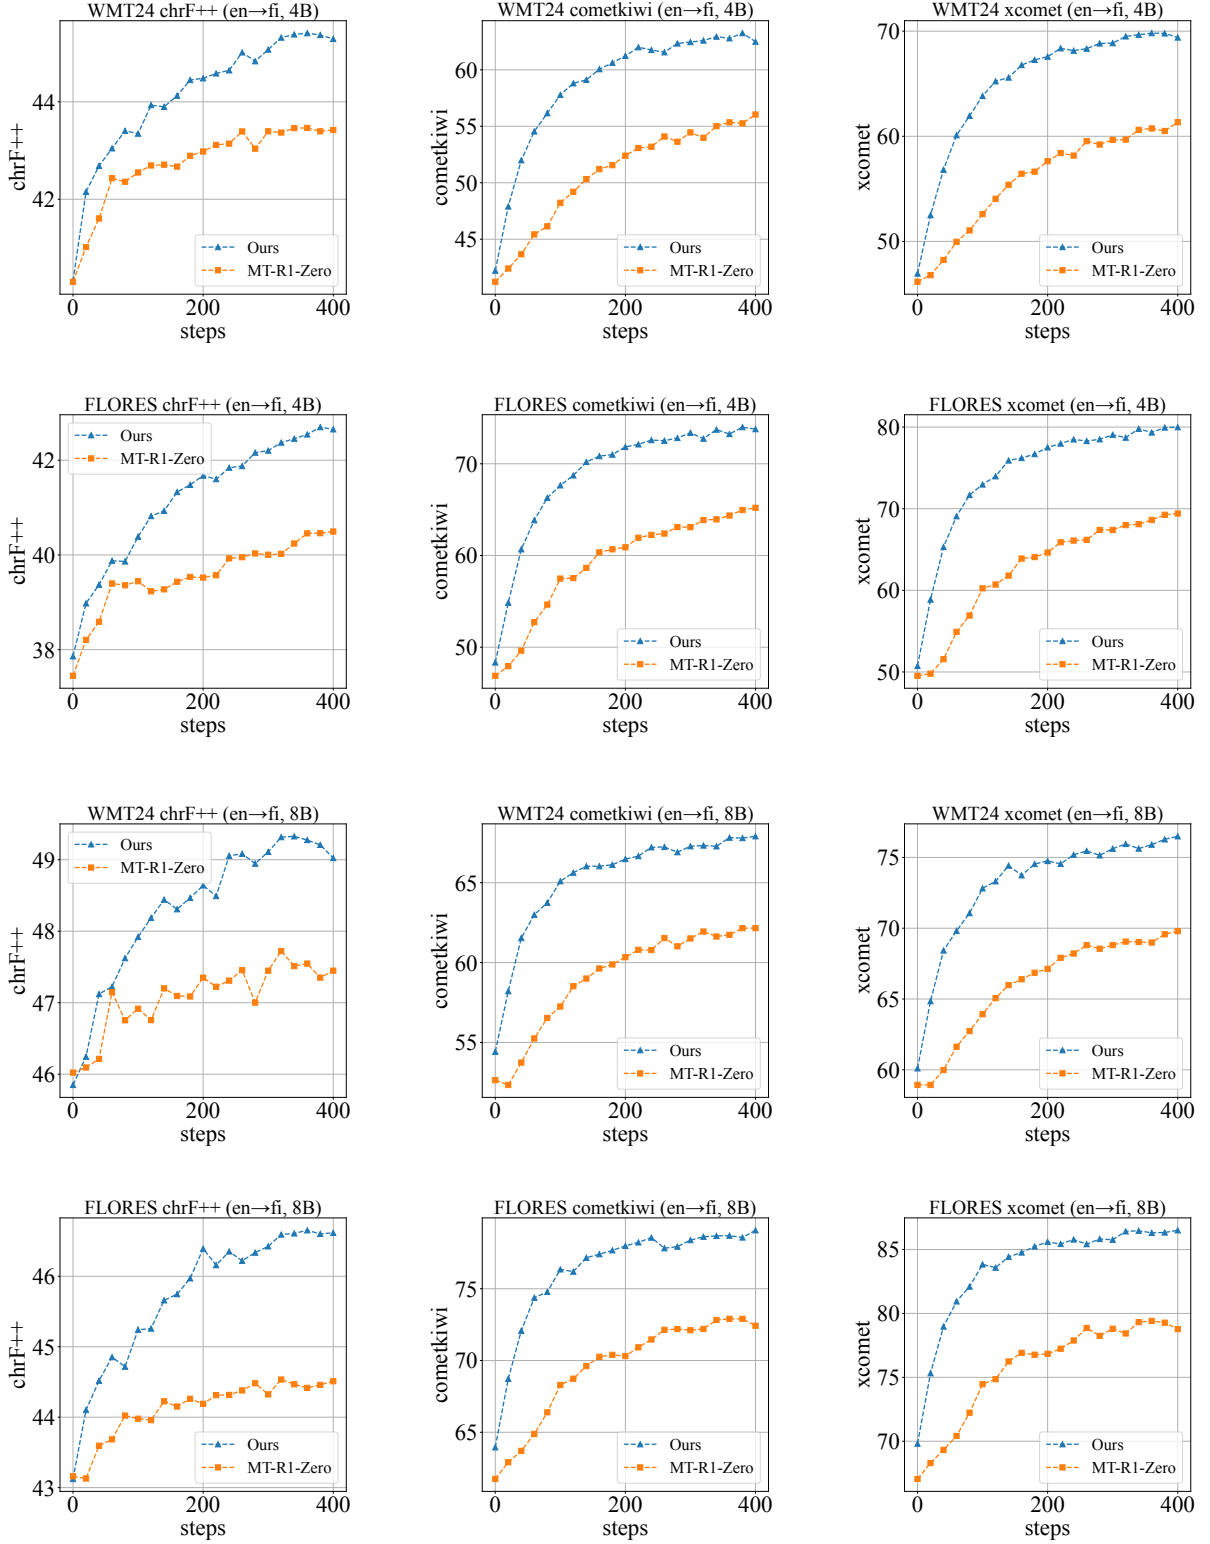 WMT24 chrF++ (en→fi, 4B)
chrF++
44
42
Ours
MT-R1-Zero
0
200
400
steps
WMT24 cometkiwi (en→fi, 4B)
cometkiwi
60
55
50
45
Ours
MT-R1-Zero
0
200
400
steps
WMT24 xcomet (en→fi, 4B)
xcomet
70
60
50
Ours
MT-R1-Zero
0
200
400
steps
FLORES chrF++ (en→fi, 4B)
chrF++
42
40
38
Ours
MT-R1-Zero
0
200
400
steps
FLORES cometkiwi (en→fi, 4B)
cometkiwi
70
60
50
Ours
MT-R1-Zero
0
200
400
steps
FLORES xcomet (en→fi, 4B)
xcomet
80
70
60
50
Ours
MT-R1-Zero
0
200
400
steps
WMT24 chrF++ (en→fi, 8B)
chrF++
49
48
47
46
Ours
MT-R1-Zero
0
200
400
steps
WMT24 cometkiwi (en→fi, 8B)
cometkiwi
65
60
55
Ours
MT-R1-Zero
0
200
400
steps
WMT24 xcomet (en→fi, 8B)
xcomet
75
70
65
60
Ours
MT-R1-Zero
0
200
400
steps
FLORES chrF++ (en→fi, 8B)
chrF++
46
45
44
43
Ours
MT-R1-Zero
0
200
400
steps
FLORES cometkiwi (en→fi, 8B)
cometkiwi
75
70
65
Ours
MT-R1-Zero
0
200
400
steps
FLORES xcomet (en→fi, 8B)
xcomet
85
80
75
70
Ours
MT-R1-Zero
0
200
400
steps